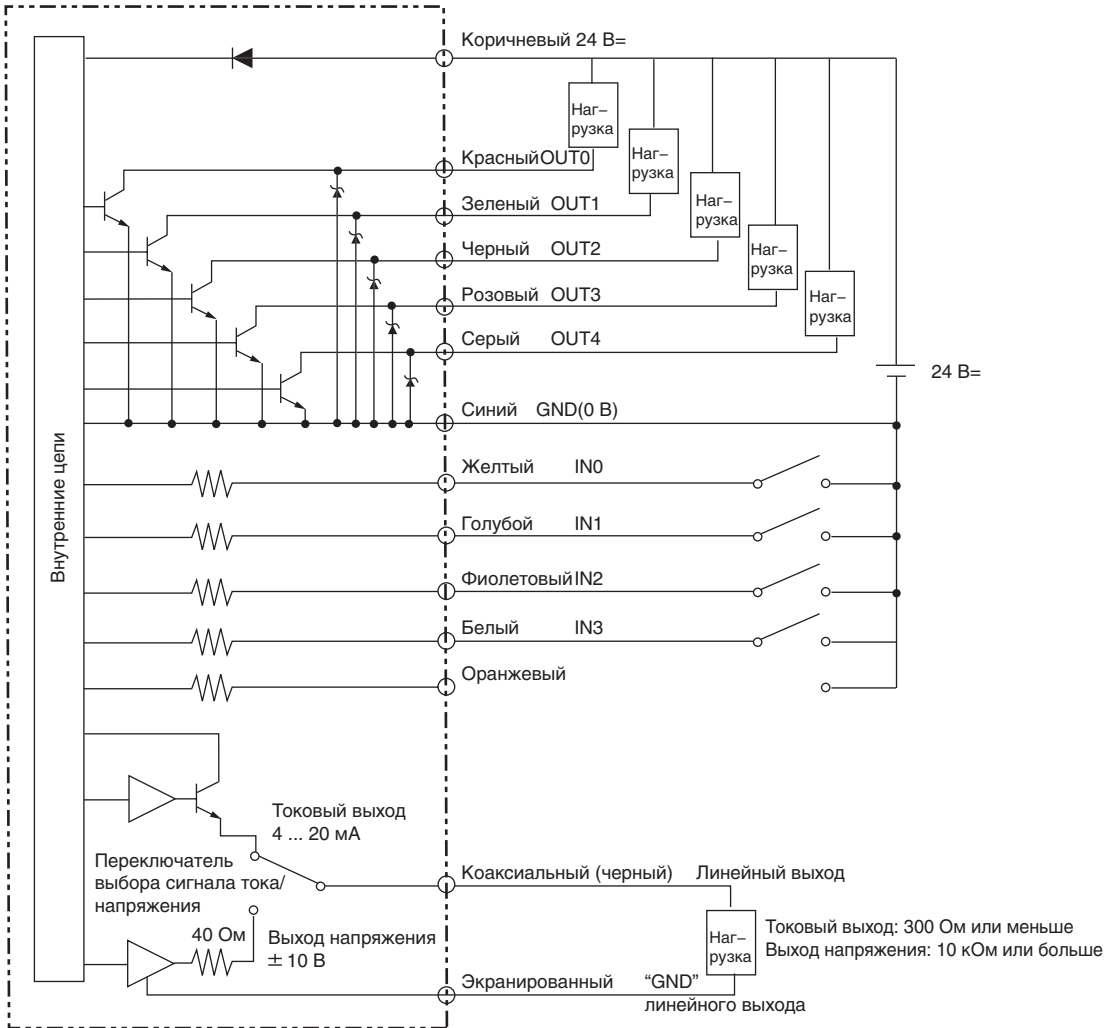 Коричневый 24 В=
Наг–
рузка
Красный OUT0
Наг–
рузка
Зеленый OUT1
Наг–
рузка
Черный OUT2
Наг–
рузка
Розовый OUT3
Наг–
рузка
Серый OUT4
24 В=
Синий GND(0 В)
Внутренние цепи
Желтый IN0
Голубой IN1
Фиолетовый IN2
Белый IN3
Оранжевый
Токовый выход
4 ... 20 мА
Переключатель
выбора сигнала тока/
напряжения
Коаксиальный (черный) Линейный выход
40 Ом
Выход напряжения
± 10 В
Наг–
рузка
Токовый выход: 300 Ом или меньше
Выход напряжения: 10 кОм или больше
Экранированный “GND”
линейного выхода